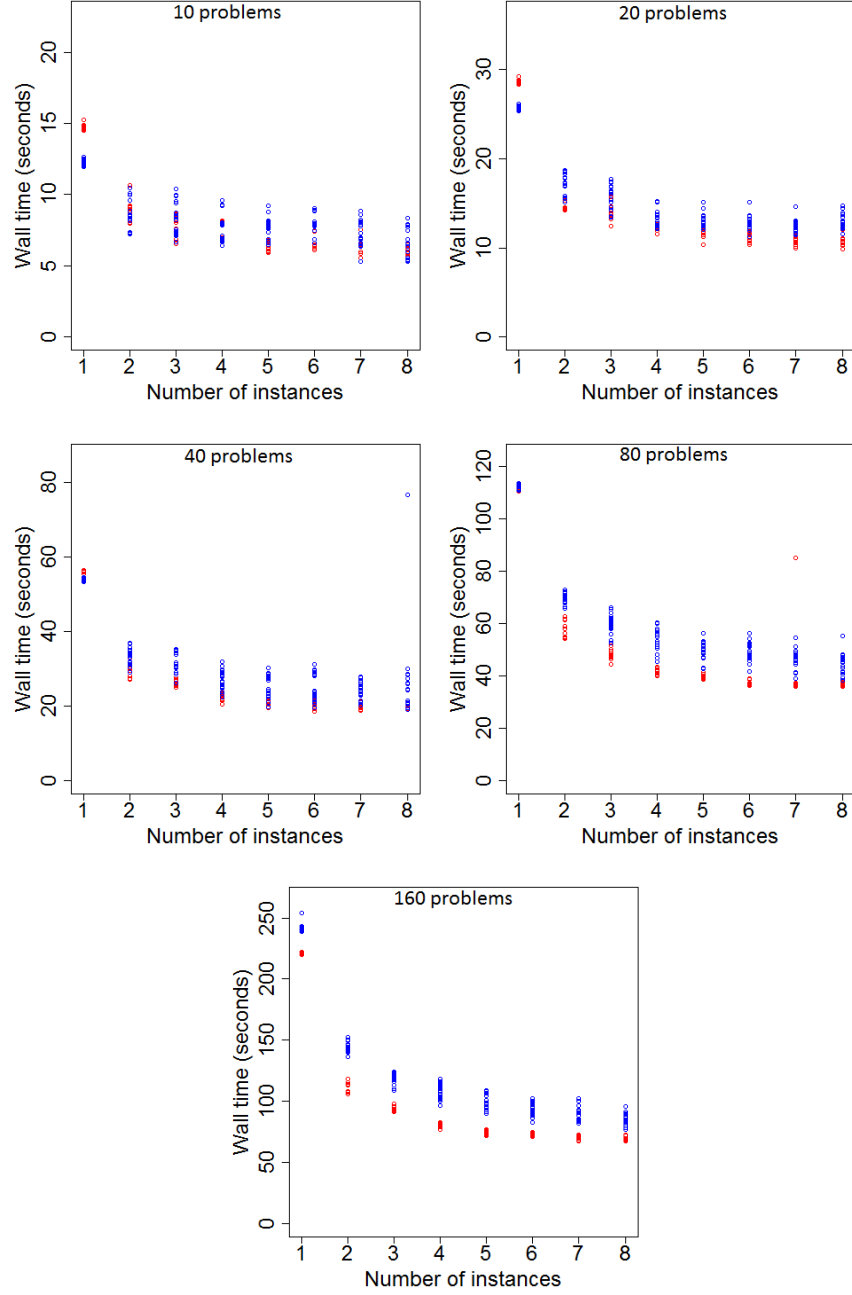 10 problems
Wall time (seconds)
20
15
10
5
0
1 2 3 4 5 6 7 8
Number of instances
20 problems
Wall time (seconds)
30
20
10
0
1 2 3 4 5 6 7 8
Number of instances
40 problems
Wall time (seconds)
80
60
40
20
0
1 2 3 4 5 6 7 8
Number of instances
80 problems
Wall time (seconds)
120
100
80
60
40
20
0
1 2 3 4 5 6 7 8
Number of instances
160 problems
Wall time (seconds)
250
200
150
100
50
0
1 2 3 4 5 6 7 8
Number of instances